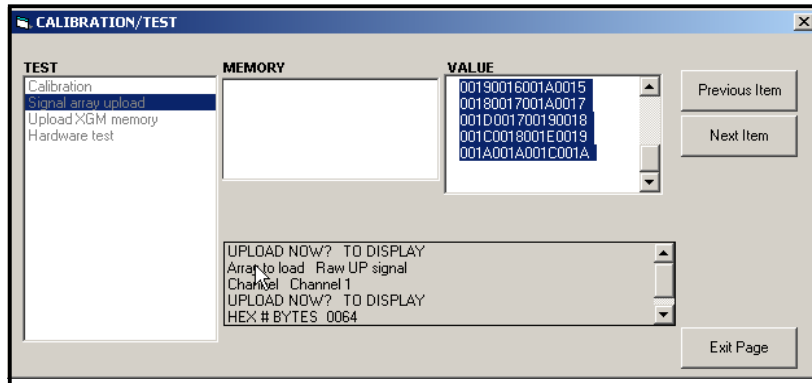 CALIBRATION/TEST
TEST
Calibration
Signal array upload
Upload XGM memory
Hardware test
MEMORY
VALUE
00190016001A0015
00180017001A0017
001D001700190018
001C0018001E0019
001A001A001C001A
Previous Item
Next Item
UPLOAD NOW? TO DISPLAY
Array to load Raw UP signal
Channel Channel 1
UPLOAD NOW? TO DISPLAY
HEX # BYTES 0064
Exit Page